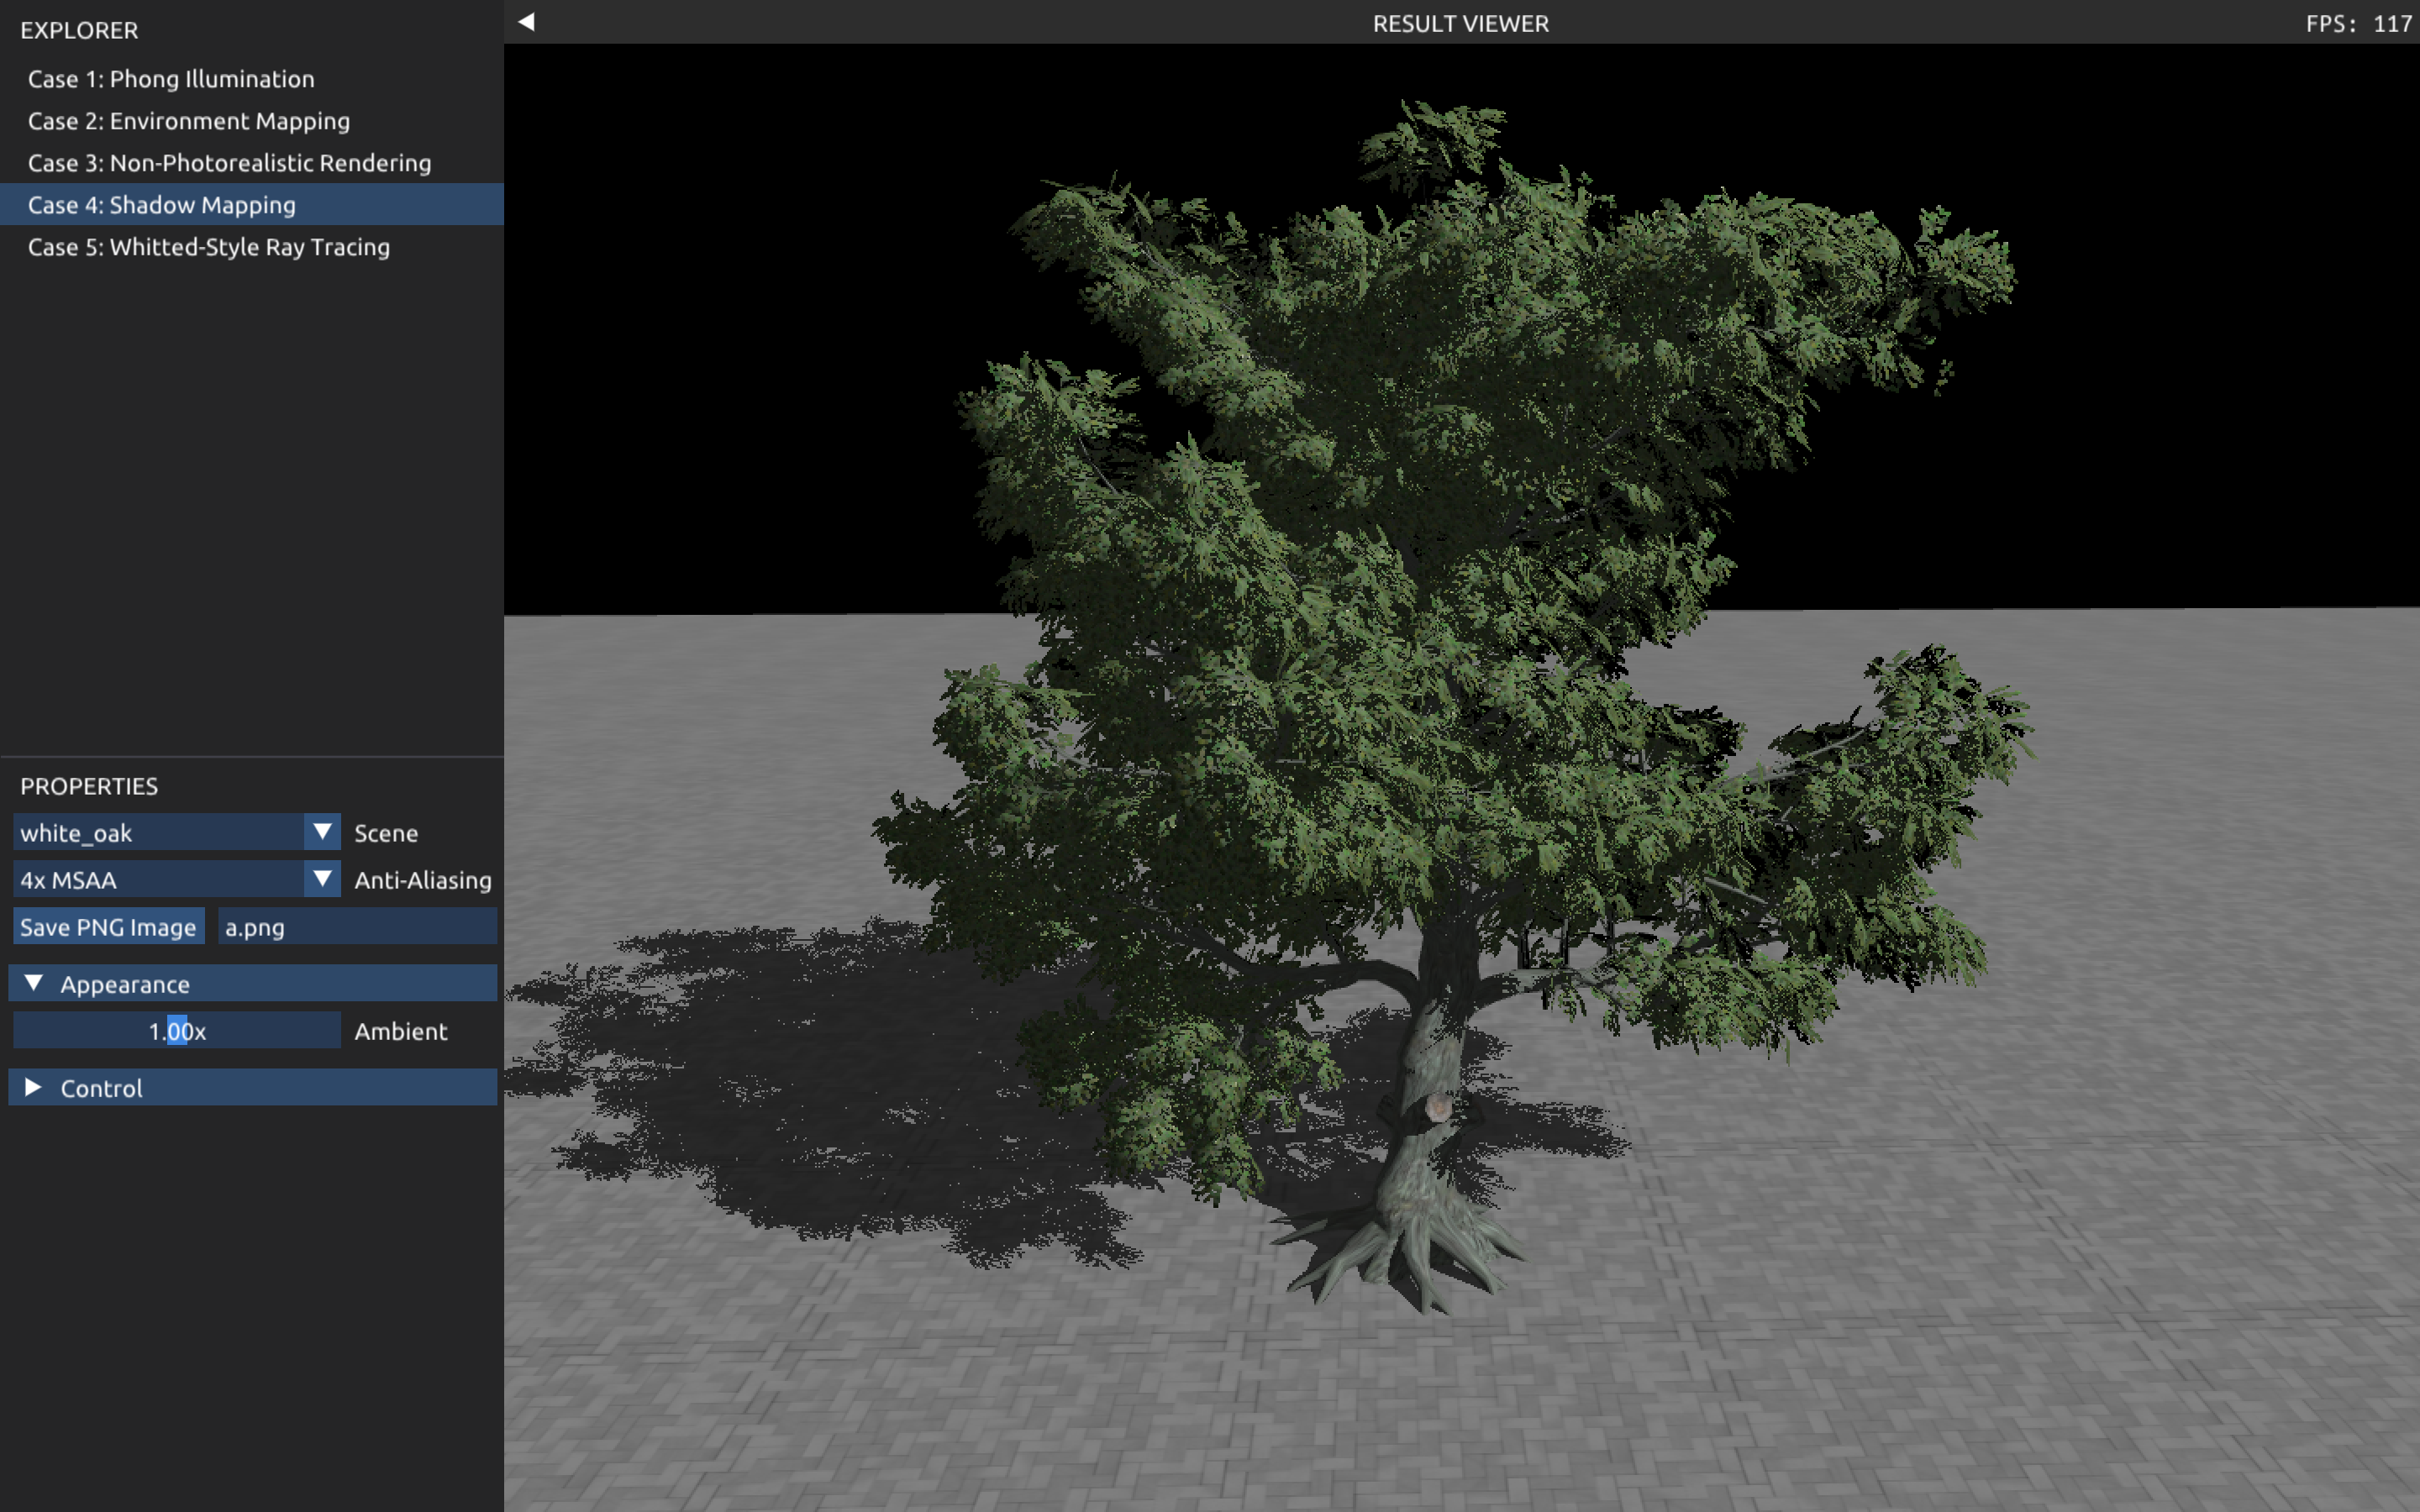 EXPLORER
Case 1: Phong Illumination
Case 2: Environment Mapping
Case 3: Non-Photorealistic Rendering
Case 4: Shadow Mapping
Case 5: Whitted-Style Ray Tracing
PROPERTIES
white_oak Scene
4x MSAA Anti-Aliasing
Save PNG Image a.png
Appearance
1.00x Ambient
Control
RESULT VIEWER
FPS: 117